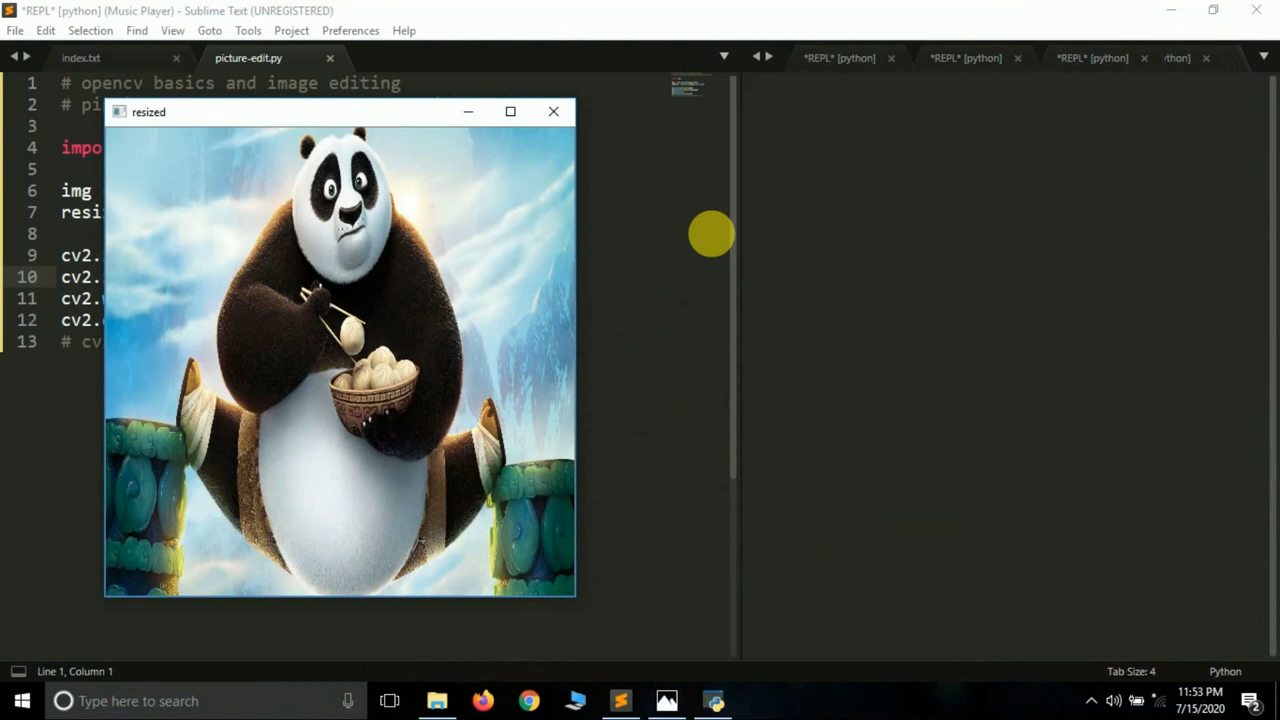 *REPL* [python] (Music Player) - Sublime Text (UNREGISTERED)
File Edit Selection Find View Goto Tools Project Preferences Help
index.txt picture-edit.py *REPL* [python] *REPL* [python] *REPL* [python] ython]
1 # opencv basics and image editing
2 # pi
3
4 impo
5
6 img
7 resi
8
9 cv2.
10 cv2.
11 cv2.
12 cv2.
13 # cv
resized
Line 1, Column 1 Tab Size: 4 Python
Type here to search
11:53 PM
7/15/2020
2